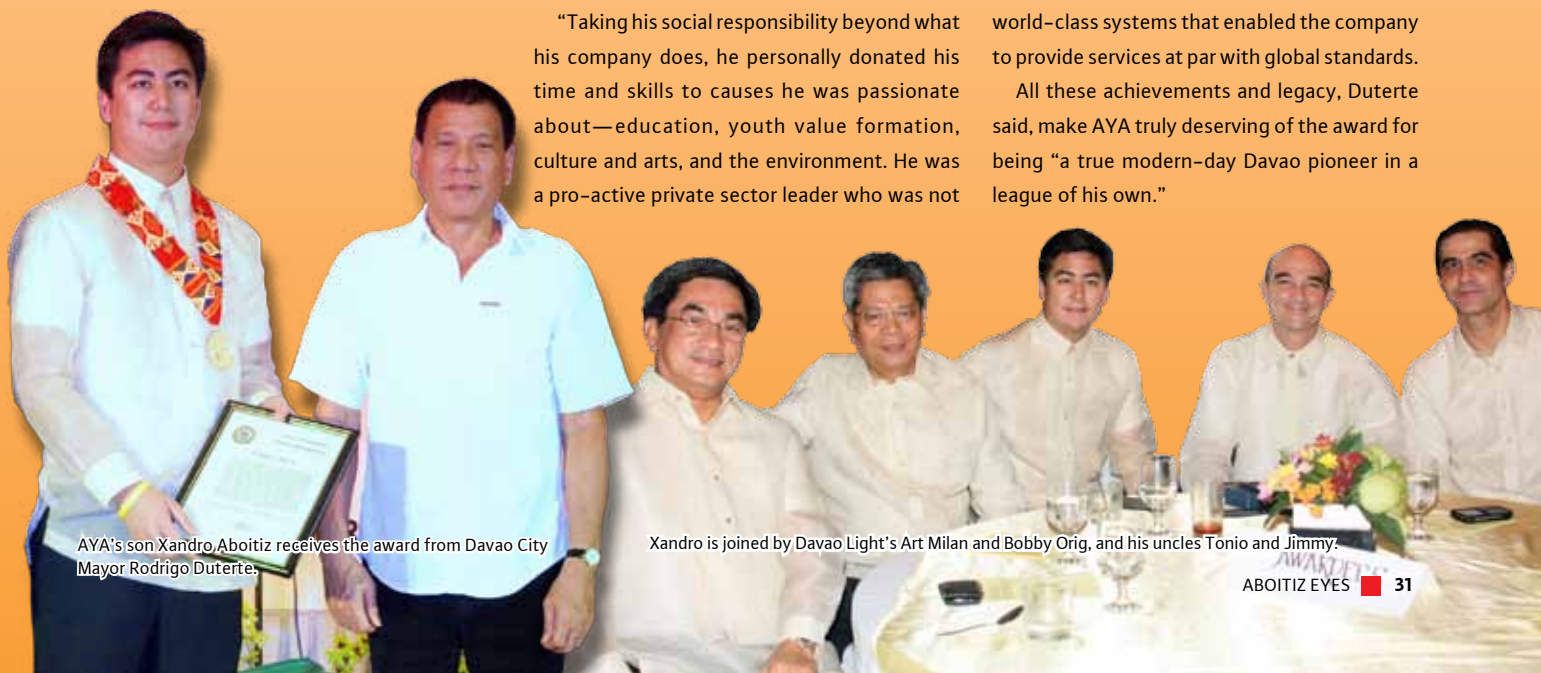 “Taking his social responsibility beyond what
his company does, he personally donated his
time and skills to causes he was passionate
about—education, youth value formation,
culture and arts, and the environment. He was
a pro-active private sector leader who was not
world-class systems that enabled the company
to provide services at par with global standards.
All these achievements and legacy, Duterte
said, make AYA truly deserving of the award for
being “a true modern-day Davao pioneer in a
league of his own.”
AYA's son Xandro Aboitiz receives the award from Davao City
Mayor Rodrigo Duterte.
Xandro is joined by Davao Light's Art Milan and Bobby Orig, and his uncles Tonio and Jimmy.
ABOITIZ EYES 31